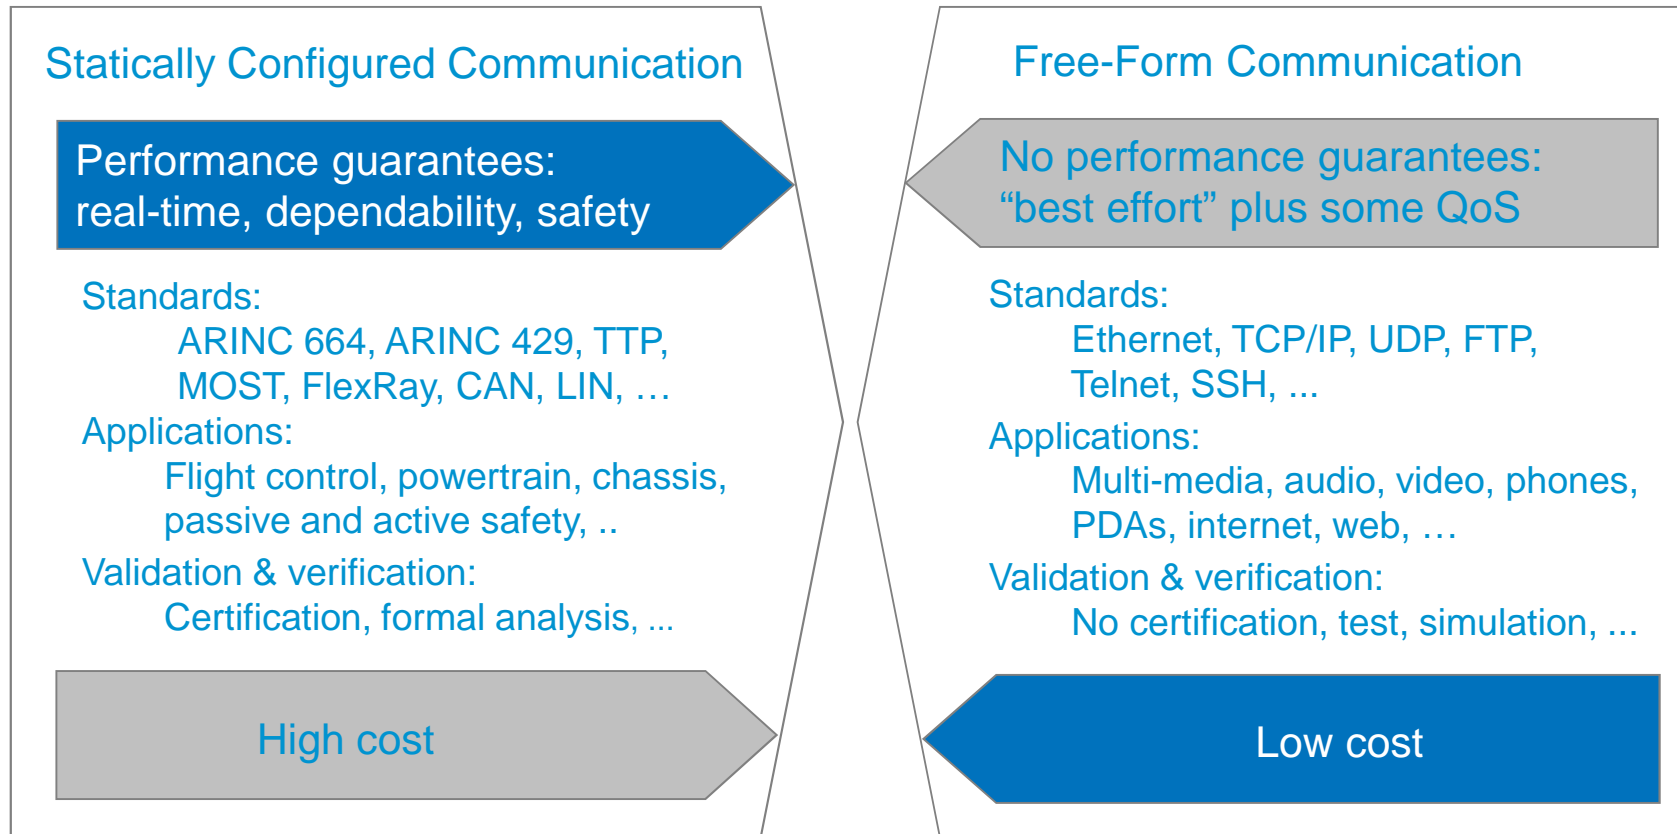 Statically Configured Communication
Performance guarantees:
real-time, dependability, safety
Standards:
ARINC 664, ARINC 429, TTP,
MOST, FlexRay, CAN, LIN, …
Applications:
Flight control, powertrain, chassis,
passive and active safety, ..
Validation & verification:
Certification, formal analysis, ...
High cost
Free-Form Communication
No performance guarantees:
“best effort” plus some QoS
Standards:
Ethernet, TCP/IP, UDP, FTP,
Telnet, SSH, ...
Applications:
Multi-media, audio, video, phones,
PDAs, internet, web, …
Validation & verification:
No certification, test, simulation, ...
Low cost